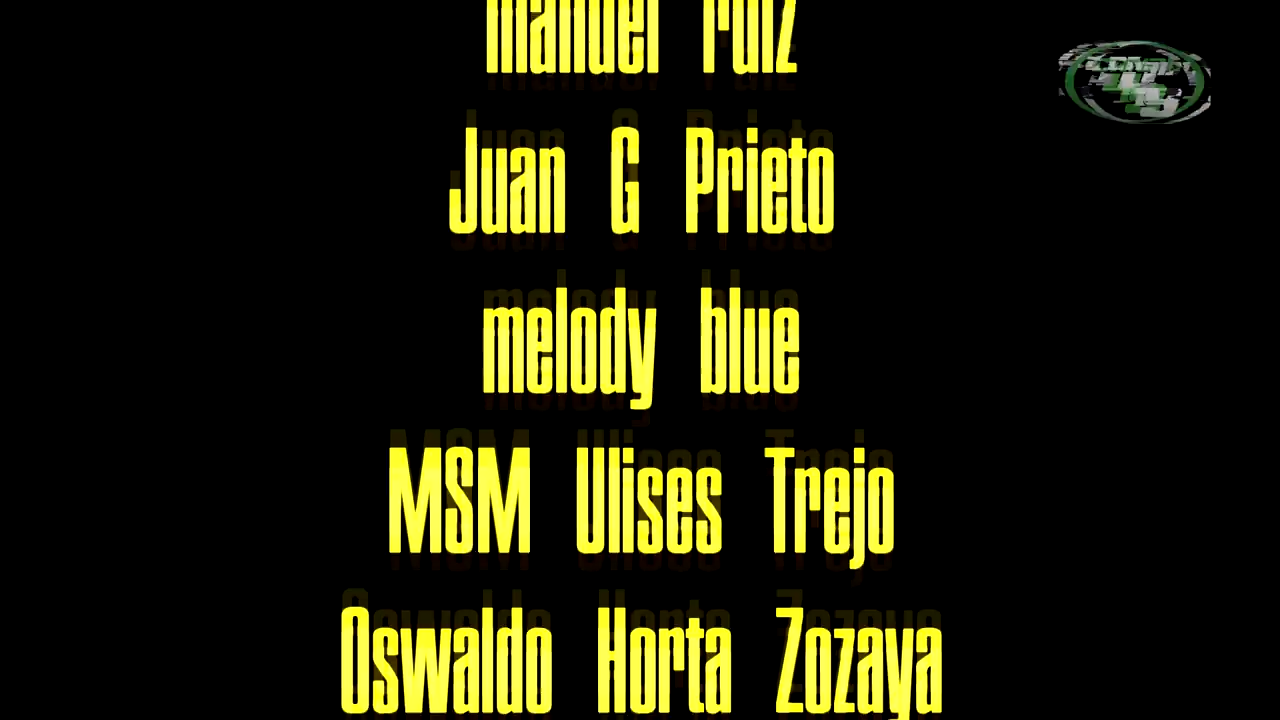 manuel ruiz
Juan G Prieto
melody blue
MSM Ulises Trejo
Oswaldo Horta Zozaya